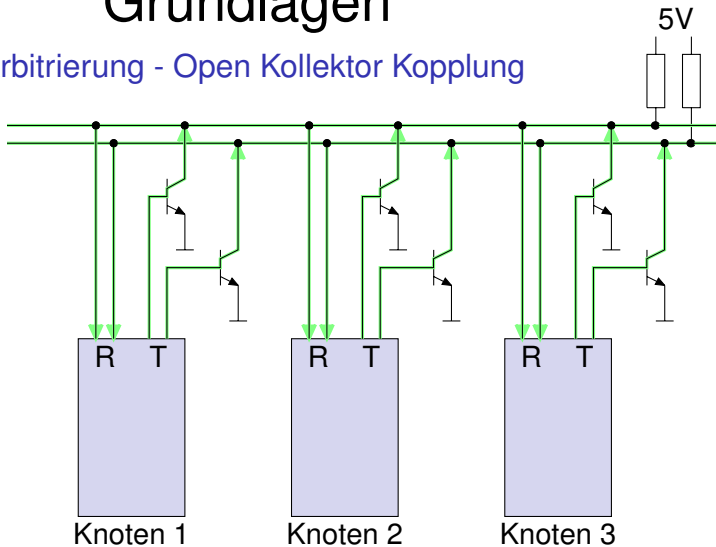 Grundlagen
5V
rbitrierung - Open Kollektor Kopplung
R T R T R T
Knoten 1 Knoten 2 Knoten 3